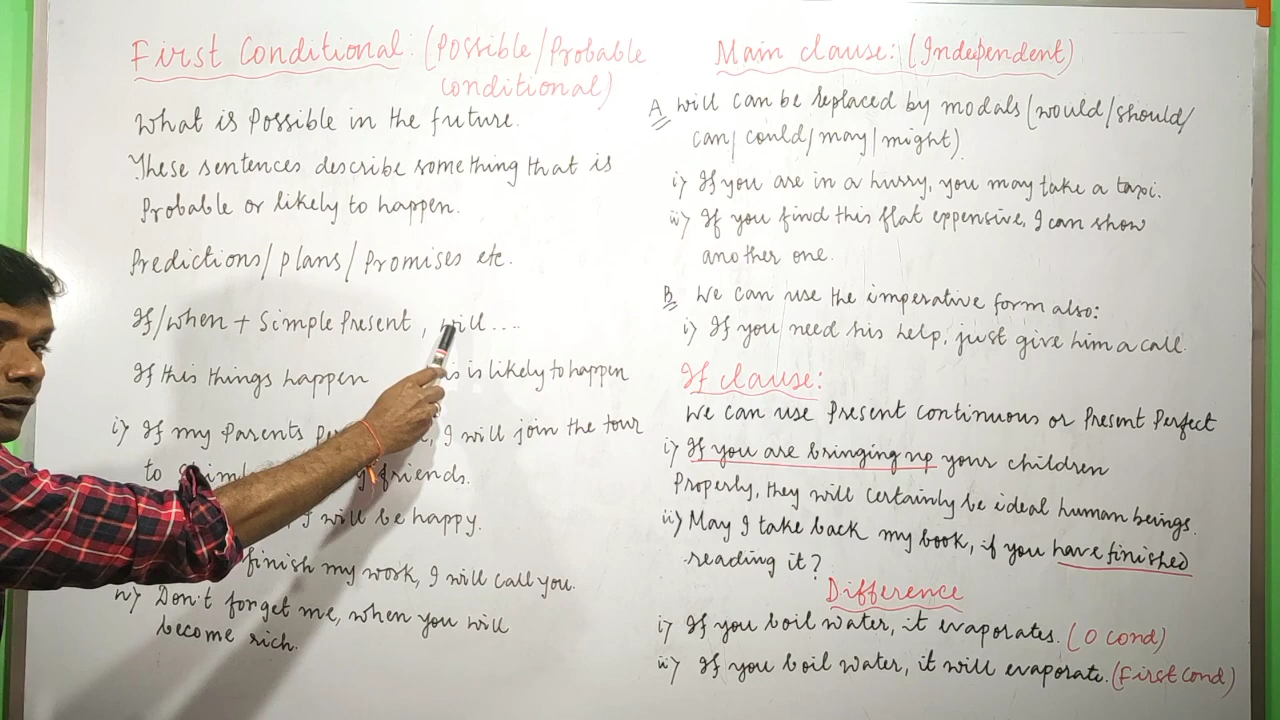 First Conditional: (Possible/Probable
conditional)
What is Possible in the future.
These sentences describe something that is
Probable or likely to happen.
Predictions/plans/Promises etc.
If/when + Simple Present, will....
If this things happen is likely to happen
i) If my Parents I will join the tour
to friends.
I will be happy.
finish my work, I will call you.
iv) Don't forget me, when you will
become rich.
Main clause: (Independent)
A will can be replaced by modals (would/should/
can/could/may/might).
i) If you are in a hurry, you may take a taxi.
ii) If you find this flat expensive, I can show
another one.
B We can use the imperative form also:
i) If you need his help, just give him a call.
If clause:
We can use Present continuous or Present Perfect
i) If you are bringing up your children
Properly, they will certainly be ideal human beings.
ii) May I take back my book, if you have finished
reading it?
Difference
i) If you boil water, it evaporates. (0 cond)
ii) If you boil water, it will evaporate. (First cond)